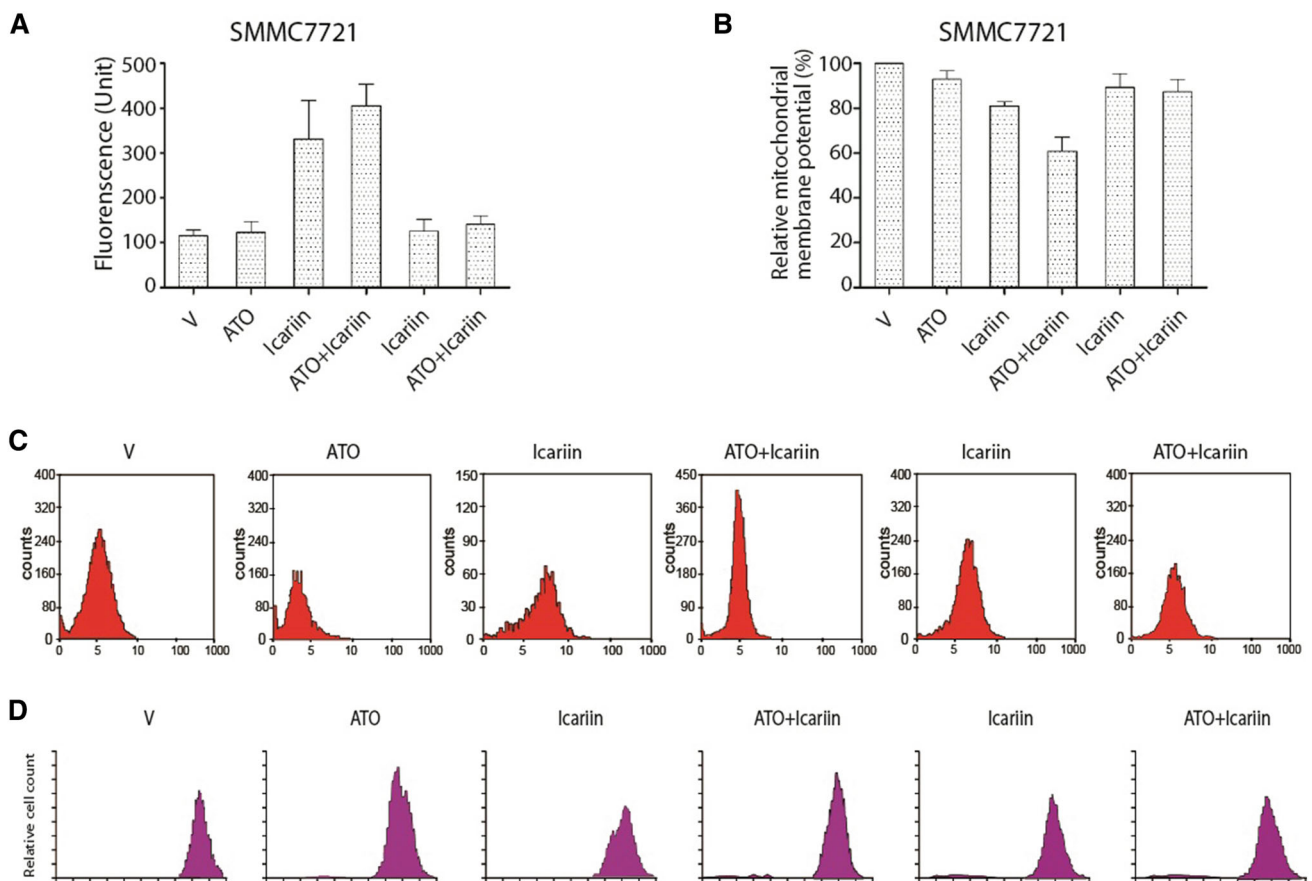 A
SMMC7721
Fluorenscence (Unit)
500
400
300
200
100
0
V
ATO
Icariin
ATO+Icariin
Icariin
ATO+Icariin
B
SMMC7721
Relative mitochondrial
membrane potential (%)
100
80
60
40
20
0
V
ATO
Icariin
ATO+Icariin
Icariin
ATO+Icariin
C
V
counts
400
320
240
160
80
0
0 5 10 100 1000
ATO
counts
400
320
240
160
80
0
0 5 10 100 1000
Icariin
counts
150
120
90
60
30
0
0 5 10 100 1000
ATO+Icariin
counts
450
360
270
180
90
0
0 5 10 100 1000
Icariin
counts
400
320
240
160
80
0
0 5 10 100 1000
ATO+Icariin
counts
400
320
240
160
80
0
0 5 10 100 1000
D
V
ATO
Icariin
ATO+Icariin
Icariin
ATO+Icariin
Relative cell count